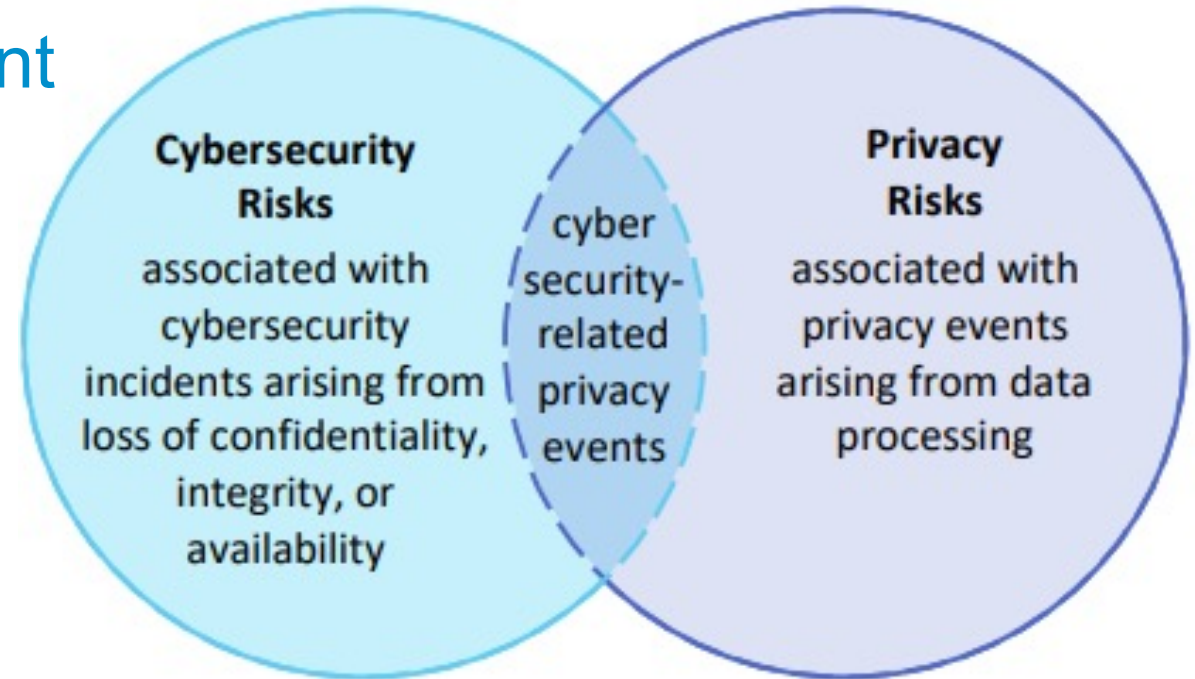 nt
Cybersecurity
Risks
associated with
cybersecurity
incidents arising from
loss of confidentiality,
integrity, or
availability
cyber
security-
related
privacy
events
Privacy
Risks
associated with
privacy events
arising from data
processing